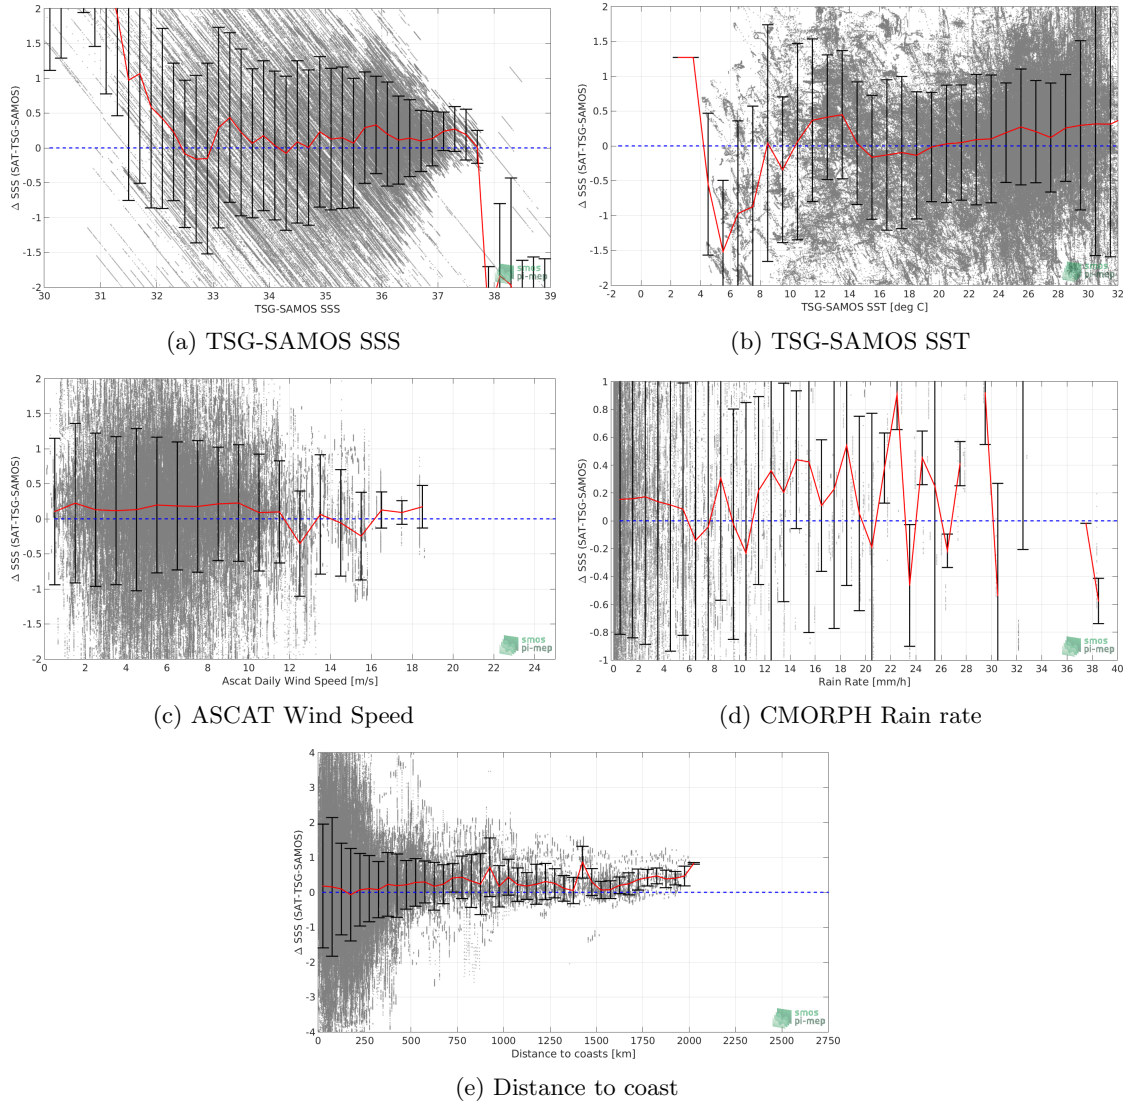 2
1.5
1
0.5
0
-0.5
-1
-1.5
-2
Δ SSS (SAT-TSG-SAMOS)
30 31 32 33 34 35 36 37 38 39
TSG-SAMOS SSS
smos
pi-mep
(a) TSG-SAMOS SSS
2
1.5
1
0.5
0
-0.5
-1
-1.5
-2
Δ SSS (SAT-TSG-SAMOS)
-2 0 2 4 6 8 10 12 14 16 18 20 22 24 26 28 30 32
TSG-SAMOS SST [deg C]
smos
pi-mep
(b) TSG-SAMOS SST
2
1.5
1
0.5
0
-0.5
-1
-1.5
-2
Δ SSS (SAT-TSG-SAMOS)
0 2 4 6 8 10 12 14 16 18 20 22 24
Ascat Daily Wind Speed [m/s]
smos
pi-mep
(c) ASCAT Wind Speed
1
0.8
0.6
0.4
0.2
0
-0.2
-0.4
-0.6
-0.8
-1
Δ SSS (SAT-TSG-SAMOS)
0 2 4 6 8 10 12 14 16 18 20 22 24 26 28 30 32 34 36 38 40
Rain Rate [mm/h]
smos
pi-mep
(d) CMORPH Rain rate
4
3
2
1
0
-1
-2
-3
-4
Δ SSS (SAT-TSG-SAMOS)
0 250 500 750 1000 1250 1500 1750 2000 2250 2500 2750
Distance to coasts [km]
smos
pi-mep
(e) Distance to coast